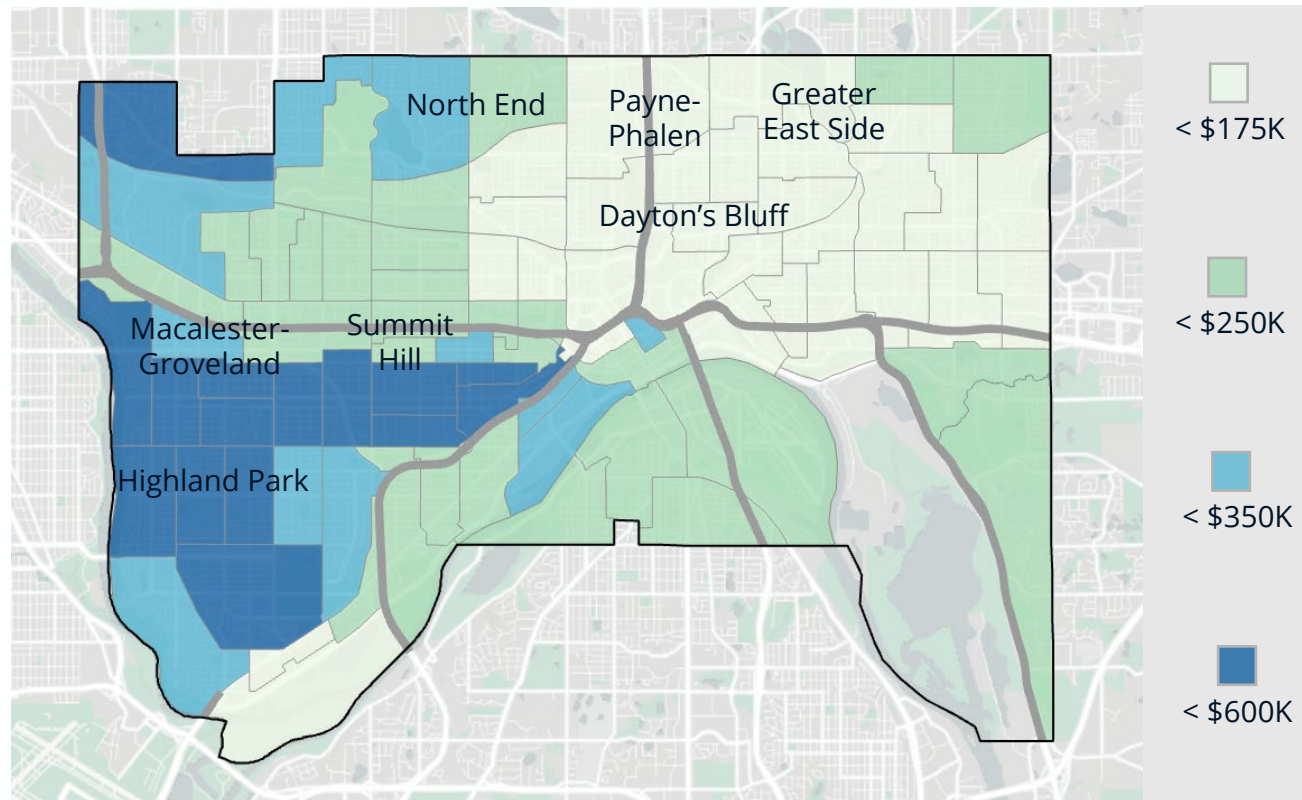 North End
Payne-
Phalen
Greater
East Side
Dayton's Bluff
Macalester-
Groveland
Summit
Hill
Highland Park
< $175K
< $250K
< $350K
< $600K